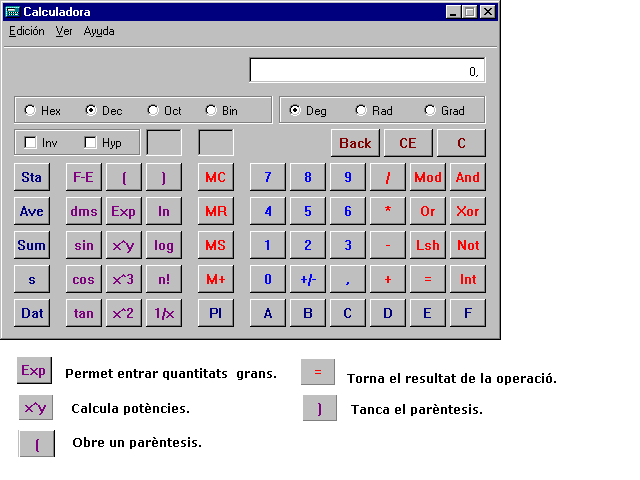 Calculadora
Edición Ver Ayuda
0,
Hex Dec Oct Bin Deg Rad Grad
Inv Hyp Back CE C
Sta F-E ( ) MC 7 8 9 / Mod And
Ave dms Exp ln MR 4 5 6 * Or Xor
Sum sin x^y log MS 1 2 3 - Lsh Not
s cos x^3 n! M+ 0 +/- , + = Int
Dat tan x^2 1/x PI A B C D E F
Exp Permet entrar quantitats grans. = Torna el resultat de la operació.
x^y Calcula potències. ) Tanca el parèntesis.
( Obre un parèntesis.